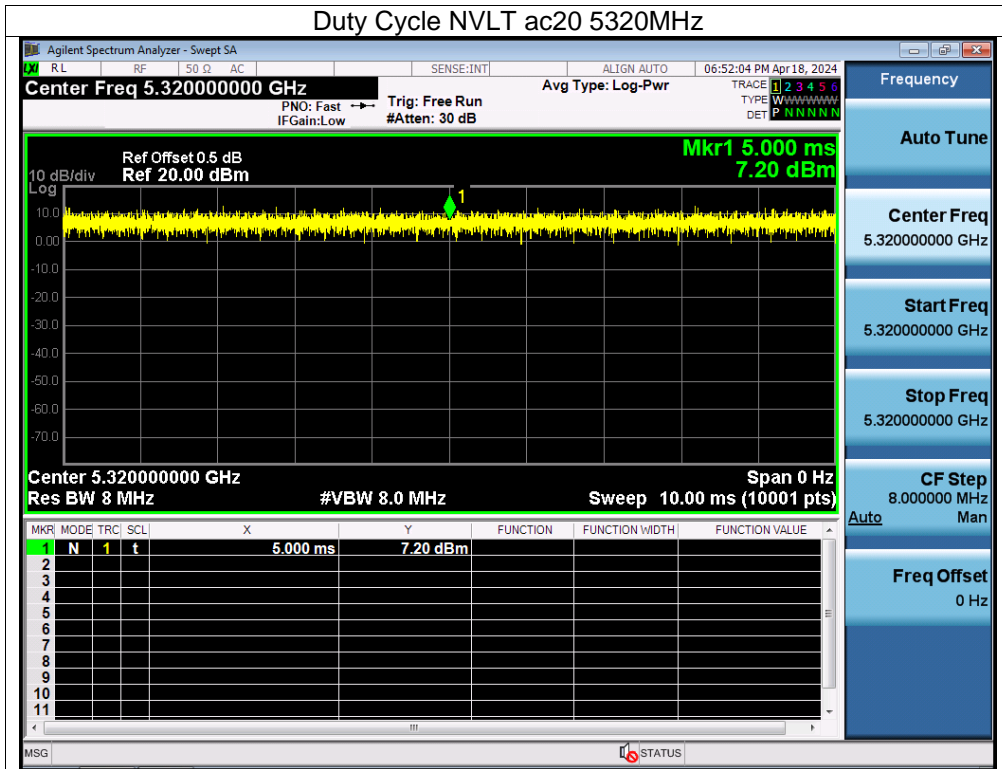 Duty Cycle NVLT ac20 5320MHz
Agilent Spectrum Analyzer - Swept SA
LXI RL RF 50 Ω AC SENSE:INT ALIGN AUTO 06:52:04 PM Apr 18, 2024
Center Freq 5.320000000 GHz
PNO: Fast
IFGain:Low
Trig: Free Run
#Atten: 30 dB
Avg Type: Log-Pwr
TRACE 1 2 3 4 5 6
TYPE WWWWWW
DET P N N N N N
Frequency
Auto Tune
Center Freq
5.320000000 GHz
Start Freq
5.320000000 GHz
Stop Freq
5.320000000 GHz
CF Step
8.000000 MHz
Auto Man
Freq Offset
0 Hz
Mkr1 5.000 ms
7.20 dBm
Ref Offset 0.5 dB
10 dB/div Ref 20.00 dBm
Log
1
10.0
0.00
-10.0
-20.0
-30.0
-40.0
-50.0
-60.0
-70.0
Center 5.320000000 GHz Span 0 Hz
Res BW 8 MHz #VBW 8.0 MHz Sweep 10.00 ms (10001 pts)
MKR MODE TRC SCL X Y FUNCTION FUNCTION WIDTH FUNCTION VALUE
1 N 1 t 5.000 ms 7.20 dBm
2
3
4
5
6
7
8
9
10
11
MSG STATUS